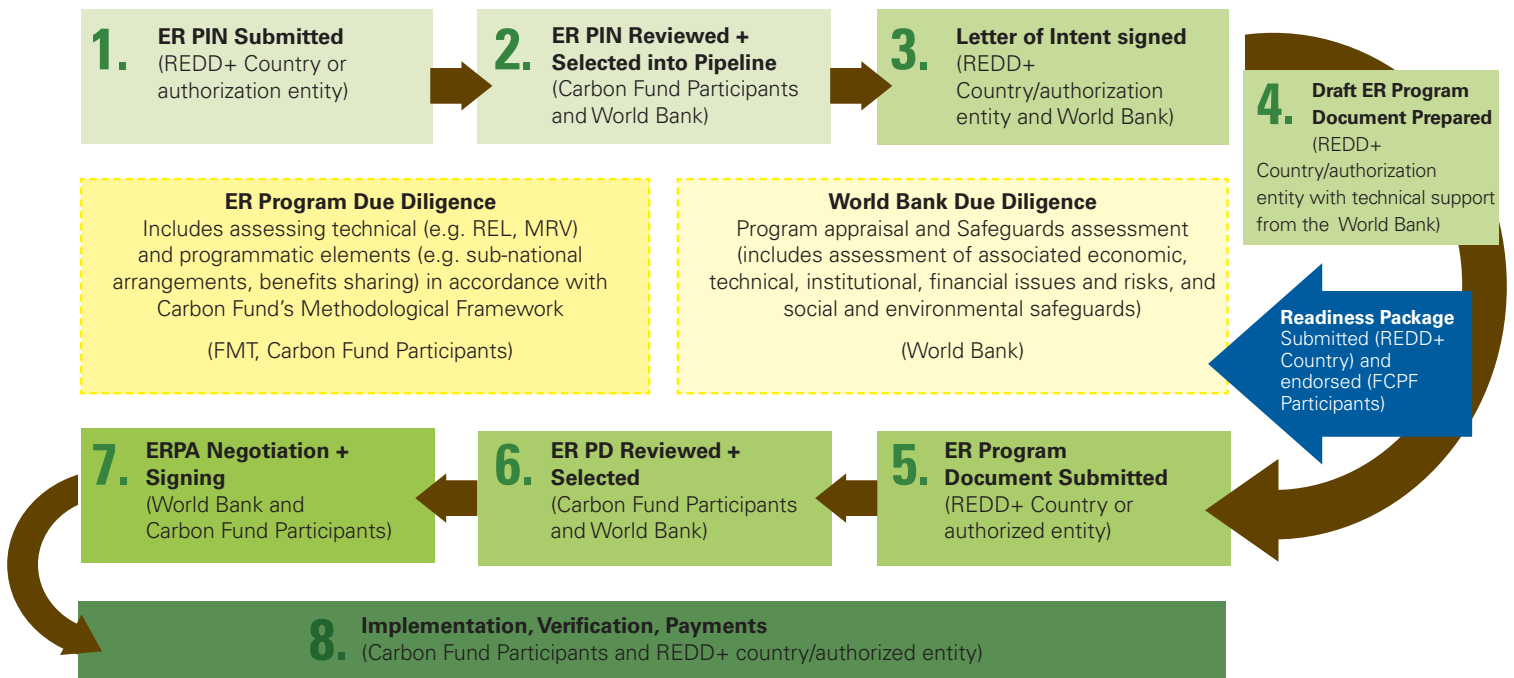 1.
ER PIN Submitted
(REDD+ Country or
authorization entity)
2.
ER PIN Reviewed +
Selected into Pipeline
(Carbon Fund Participants
and World Bank)
3.
Letter of Intent signed
(REDD+
Country/authorization
entity and World Bank)
4.
Draft ER Program
Document Prepared
(REDD+
Country/authorization
entity with technical support
from the World Bank)
ER Program Due Diligence
Includes assessing technical (e.g. REL, MRV)
and programmatic elements (e.g. sub-national
arrangements, benefits sharing) in accordance with
Carbon Fund's Methodological Framework
(FMT, Carbon Fund Participants)
World Bank Due Diligence
Program appraisal and Safeguards assessment
(includes assessment of associated economic,
technical, institutional, financial issues and risks, and
social and environmental safeguards)
(World Bank)
Readiness Package
Submitted (REDD+
Country) and
endorsed (FCPF
Participants)
5.
ER Program
Document Submitted
(REDD+ Country or
authorized entity)
6.
ER PD Reviewed +
Selected
(Carbon Fund Participants
and World Bank)
7.
ERPA Negotiation +
Signing
(World Bank and
Carbon Fund Participants)
8.
Implementation, Verification, Payments
(Carbon Fund Participants and REDD+ country/authorized entity)